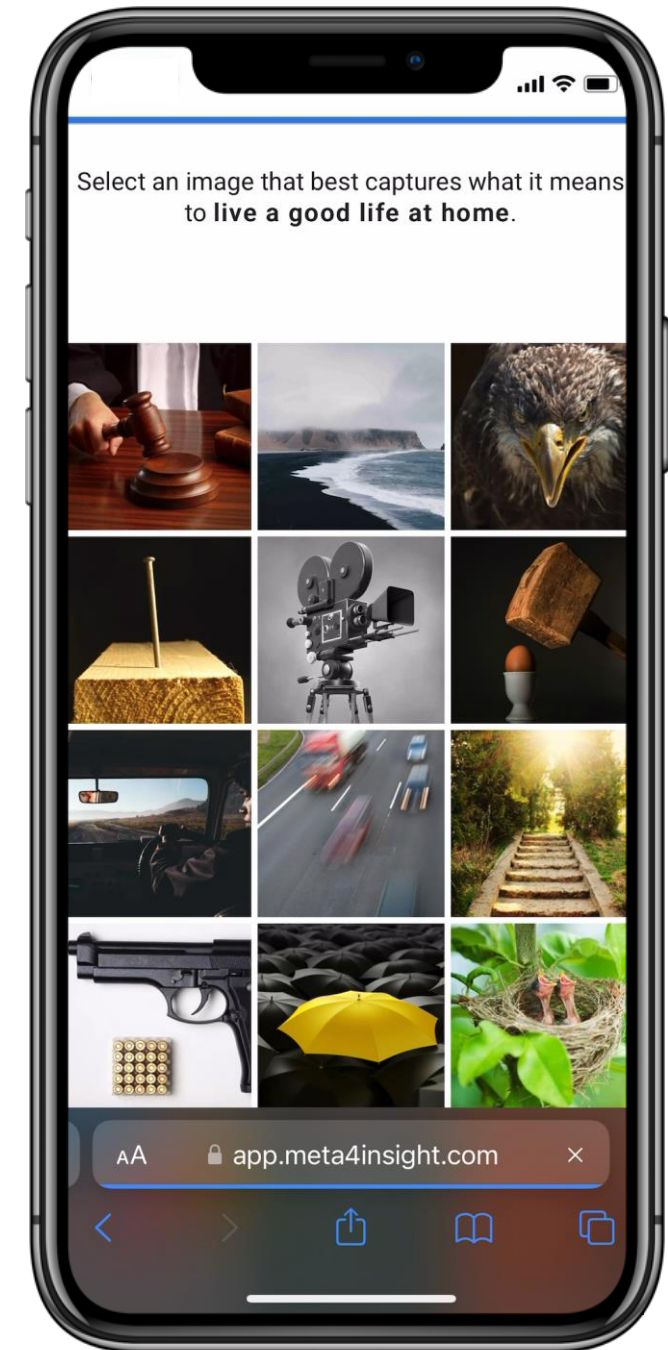 Select an image that best captures what it means
to live a good life at home.
AA app.meta4insight.com